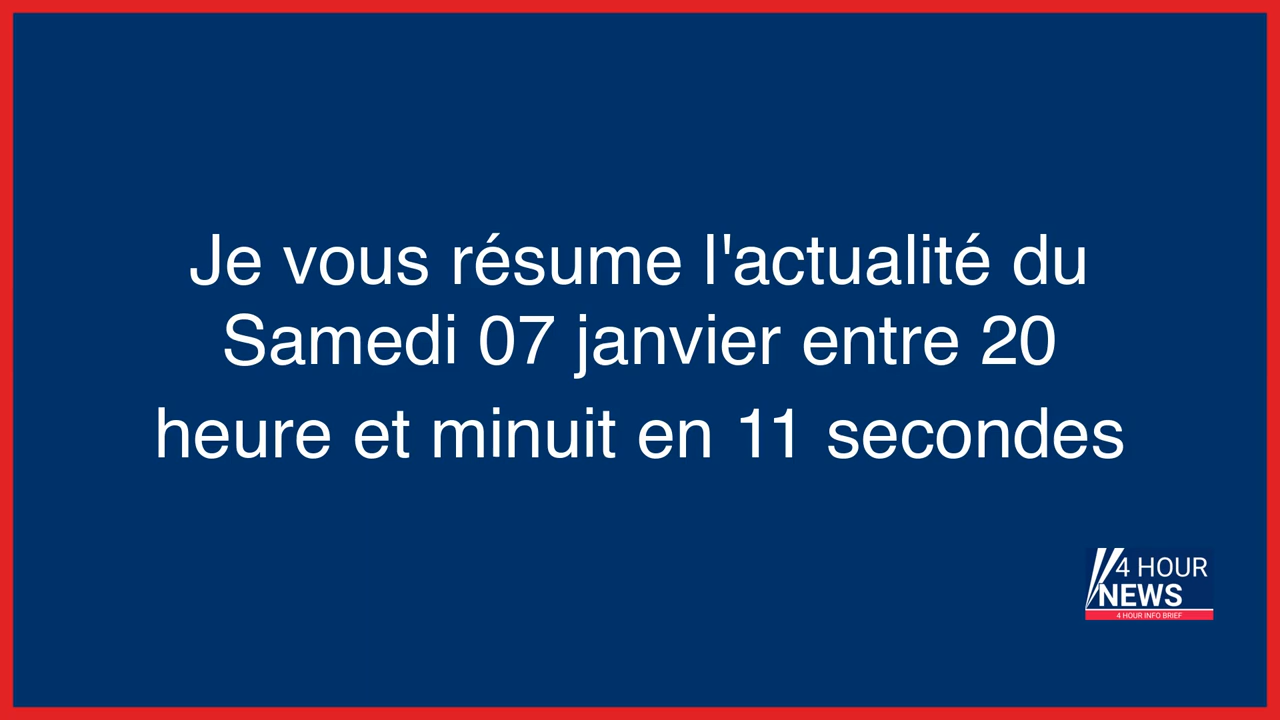 Je vous résume l'actualité du
Samedi 07 janvier entre 20
heure et minuit en 11 secondes
4 HOUR
NEWS
4 HOUR INFO BRIEF